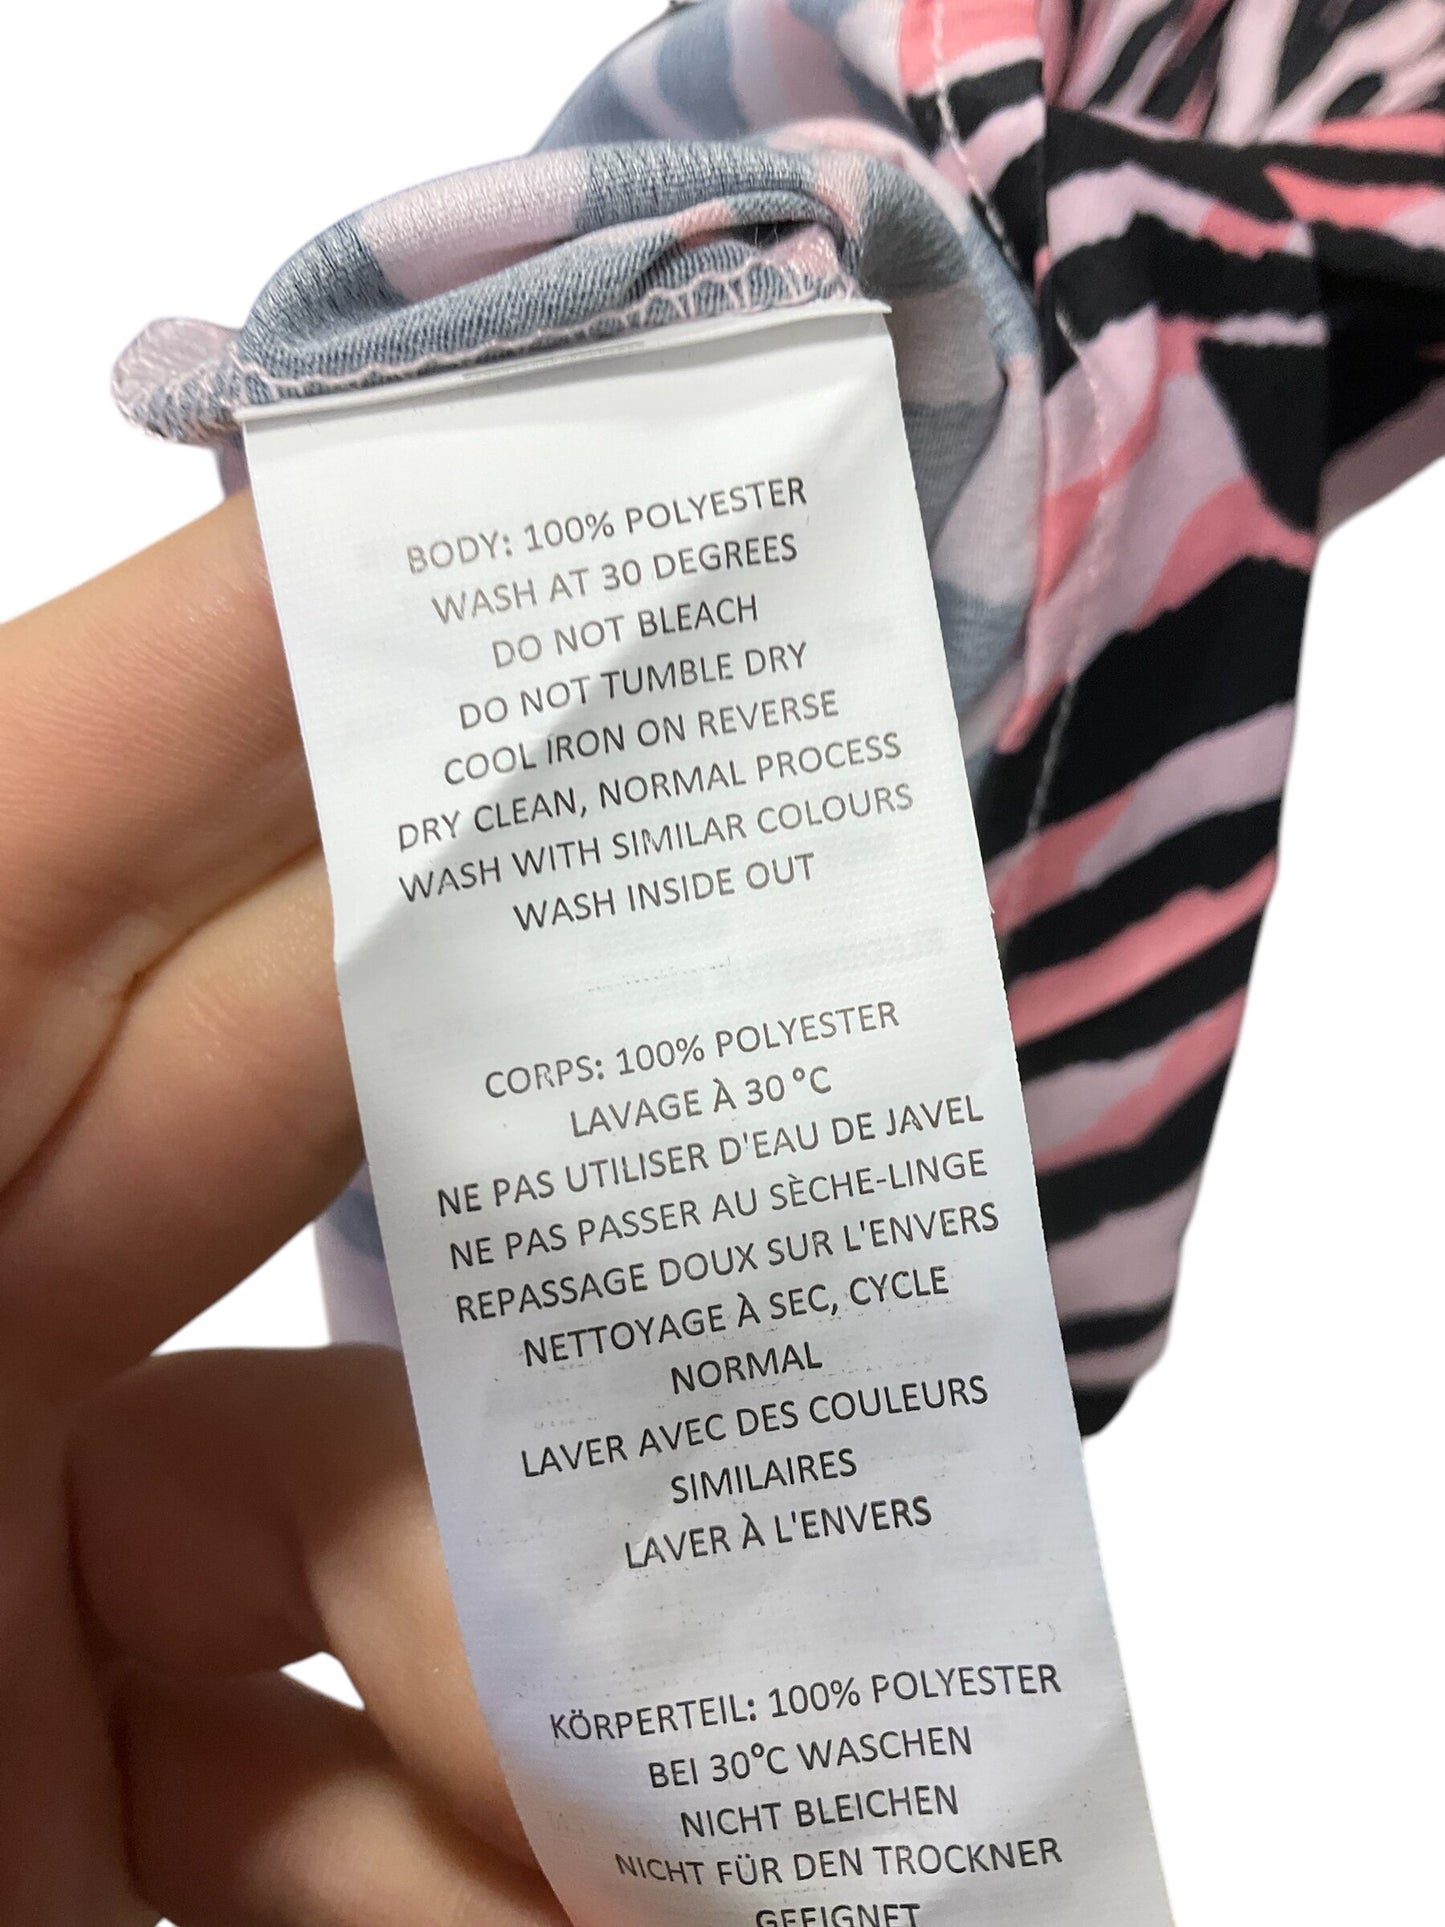 BODY: 100% POLYESTER
WASH AT 30 DEGREES
DO NOT BLEACH
DO NOT TUMBLE DRY
COOL IRON ON REVERSE
DRY CLEAN, NORMAL PROCESS
WASH WITH SIMILAR COLOURS
WASH INSIDE OUT
CORPS: 100% POLYESTER
LAVAGE À 30 °C
NE PAS UTILISER D'EAU DE JAVEL
NE PAS PASSER AU SÈCHE-LINGE
REPASSAGE DOUX SUR L'ENVERS
NETTOYAGE À SEC, CYCLE
NORMAL
LAVER AVEC DES COULEURS
SIMILAIRES
LAVER À L'ENVERS
KÖRPERTEIL: 100% POLYESTER
BEI 30°C WASCHEN
NICHT BLEICHEN
NICHT FÜR DEN TROCKNER
GEEIGNET